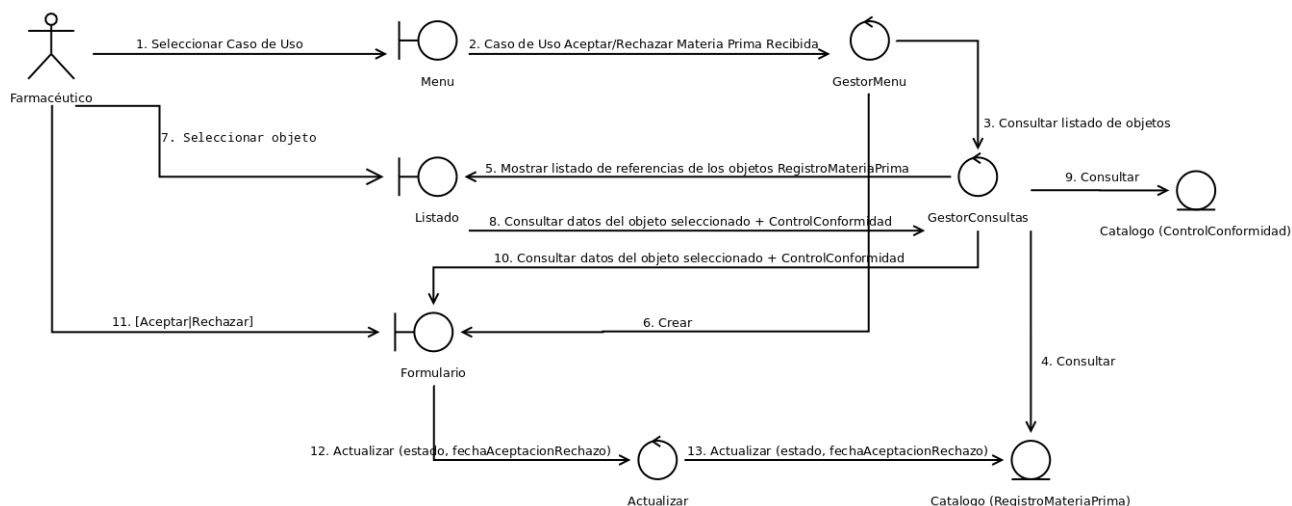 1. Seleccionar Caso de Uso
2. Caso de Uso Aceptar/Rechazar Materia Prima Recibida
Menu
GestorMenu
Farmacéutico
3. Consultar listado de objetos
7. Seleccionar objeto
5. Mostrar listado de referencias de los objetos RegistroMateriaPrima
9. Consultar
Listado
GestorConsultas
8. Consultar datos del objeto seleccionado + ControlConformidad
Catalogo (ControlConformidad)
10. Consultar datos del objeto seleccionado + ControlConformidad
11. [Aceptar|Rechazar]
6. Crear
4. Consultar
Formulario
12. Actualizar (estado, fechaAceptacionRechazo)
13. Actualizar (estado, fechaAceptacionRechazo)
Actualizar
Catalogo (RegistroMateriaPrima)